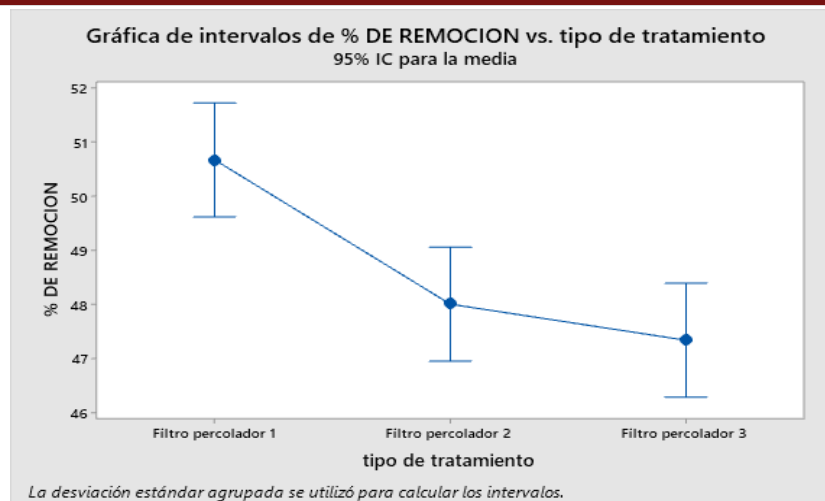 Gráfica de intervalos de % DE REMOCION vs. tipo de tratamiento
95% IC para la media
% DE REMOCION
52
51
50
49
48
47
46
Filtro percolador 1 Filtro percolador 2 Filtro percolador 3
tipo de tratamiento
La desviación estándar agrupada se utilizó para calcular los intervalos.